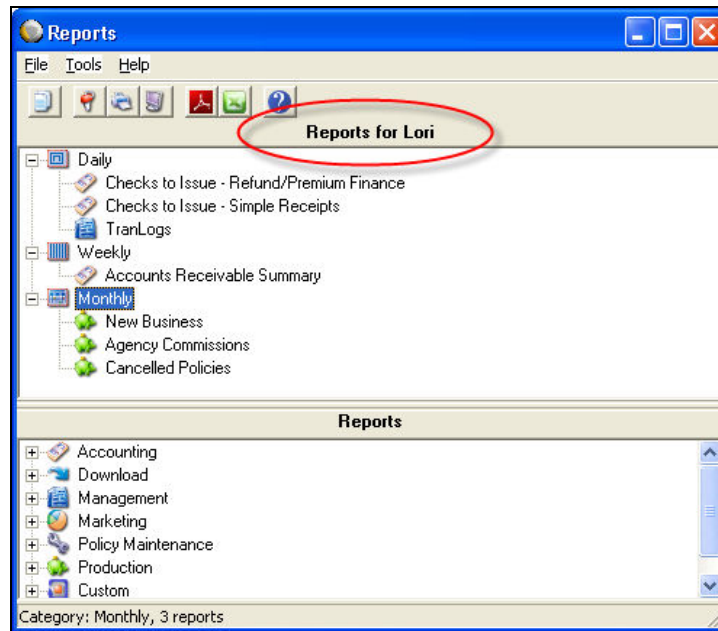 Reports
File Tools Help
Reports for Lori
Daily
Checks to Issue - Refund/Premium Finance
Checks to Issue - Simple Receipts
TranLogs
Weekly
Accounts Receivable Summary
Monthly
New Business
Agency Commissions
Cancelled Policies
Reports
Accounting
Download
Management
Marketing
Policy Maintenance
Production
Custom
Category: Monthly, 3 reports